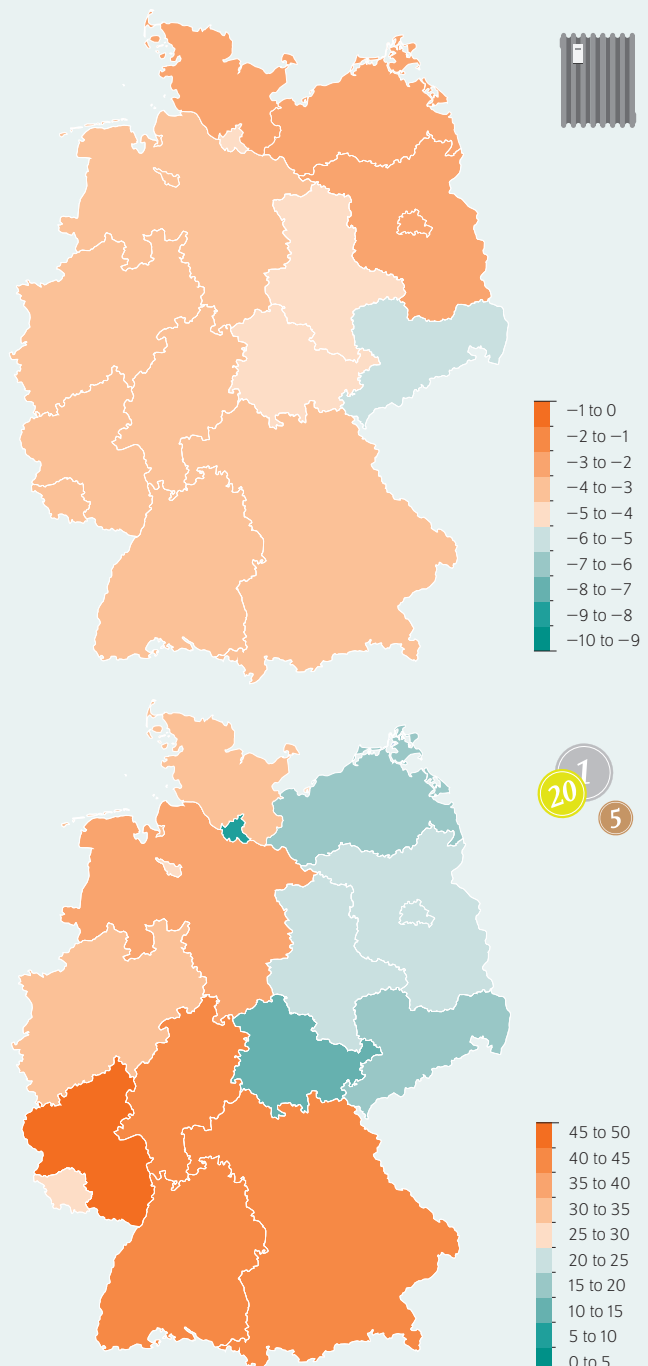 −1 to 0
−2 to −1
−3 to −2
−4 to −3
−5 to −4
−6 to −5
−7 to −6
−8 to −7
−9 to −8
−10 to −9
1
20
5
45 to 50
40 to 45
35 to 40
30 to 35
25 to 30
20 to 25
15 to 20
10 to 15
5 to 10
0 to 5